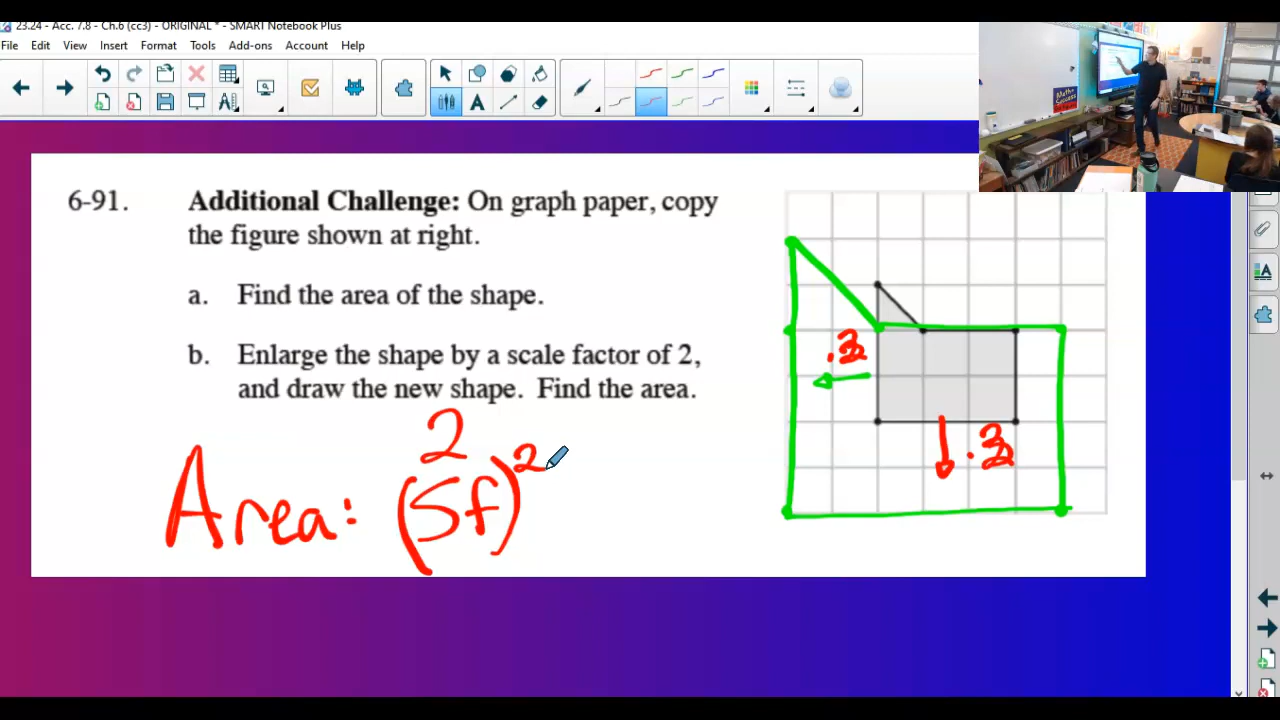 23.24 - Acc. 7.8 - Ch.6 (cc3) - ORIGINAL * - SMART Notebook Plus
File Edit View Insert Format Tools Add-ons Account Help
Math=
Success
6-91. Additional Challenge: On graph paper, copy
the figure shown at right.
a. Find the area of the shape.
b. Enlarge the shape by a scale factor of 2,
and draw the new shape. Find the area.
2
Area: (Sf)²